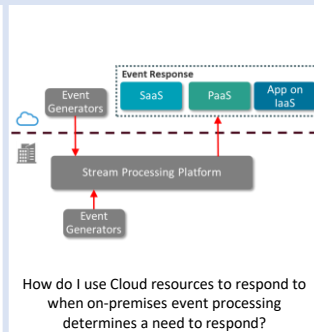 Event Response
Event
Generators
SaaS
PaaS
App on
IaaS
Stream Processing Platform
Event
Generators
How do I use Cloud resources to respond to
when on-premises event processing
determines a need to respond?